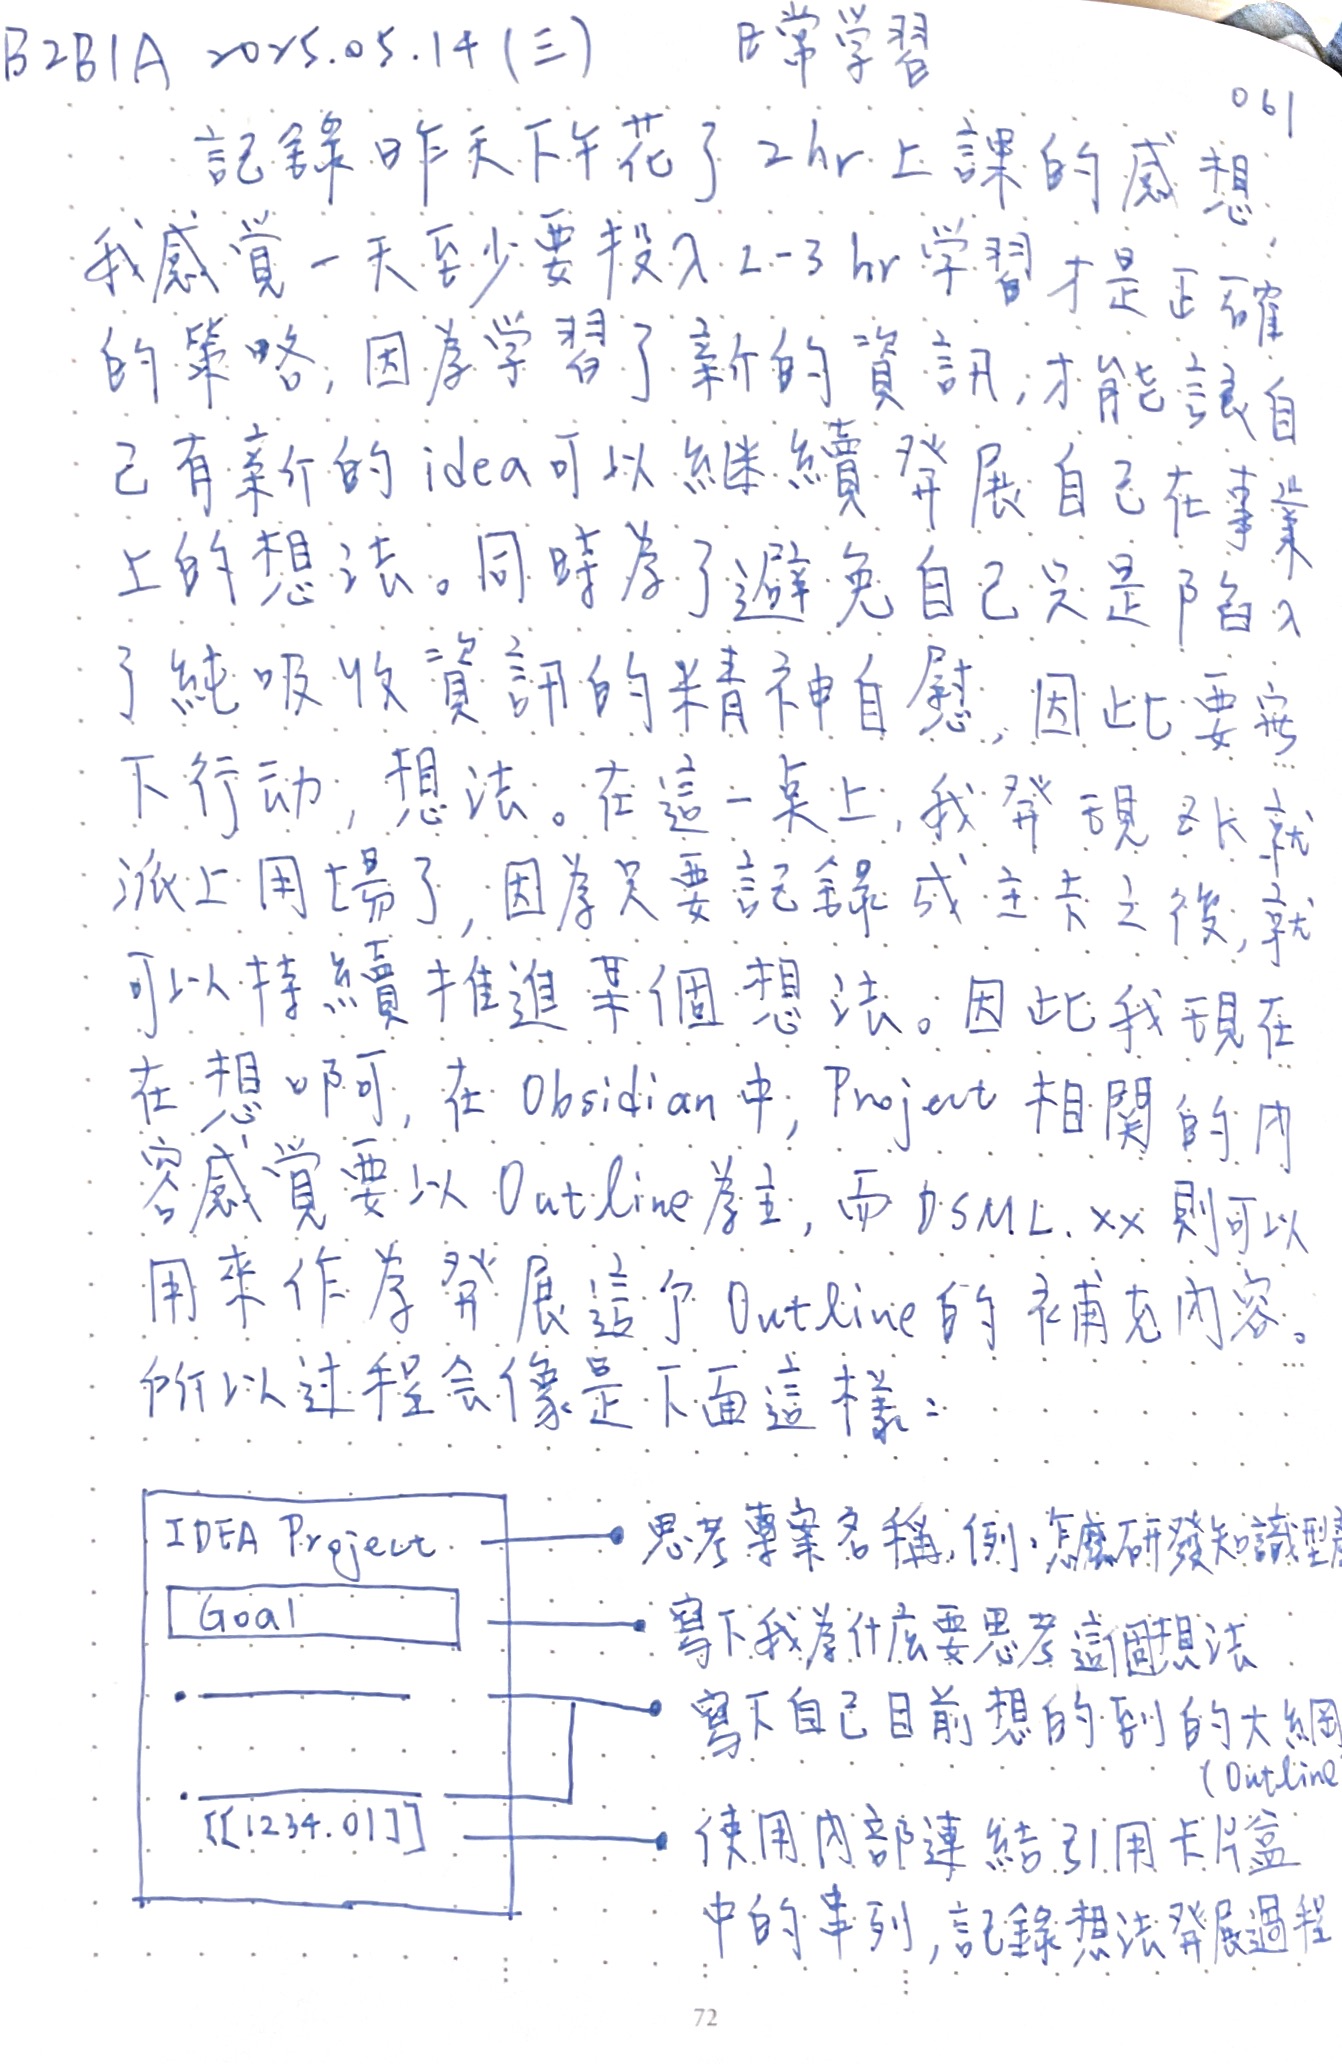 B2B1A 2025.05.14 (三) 日常学習
061
記錄昨天下午花了2hr上課的感想,
我感覚一天至少要投入2-3hr学習才是正確
的策略,因為学習了新的資訊,才能讓自
己有新的idea可以継續發展自己在事業
上的想法。同時為了避免自己只是陷入
了純吸收資訊的精神自慰,因此要寫
下行动,想法。在這一桌上,我發現ZK就
派上用場了,因為只要記錄成主卡之後,就
可以持續推進某個想法。因此我現在
在想啊,在Obsidian中,Project相関的内
容感覚要以Outline為主,而DSML.xx則可以
用來作為發展這个Outline的補充内容。
所以过程会像是下面這樣:
IDEA Project 思考專案名稱,例:怎麼研發知識型產
Goal 寫下我為什庅要思考這個想法
寫下自己目前想的到的大綱
(Outline
[[1234.01]] 使用内部連結引用卡片盒
中的串列,記錄想法發展過程
72